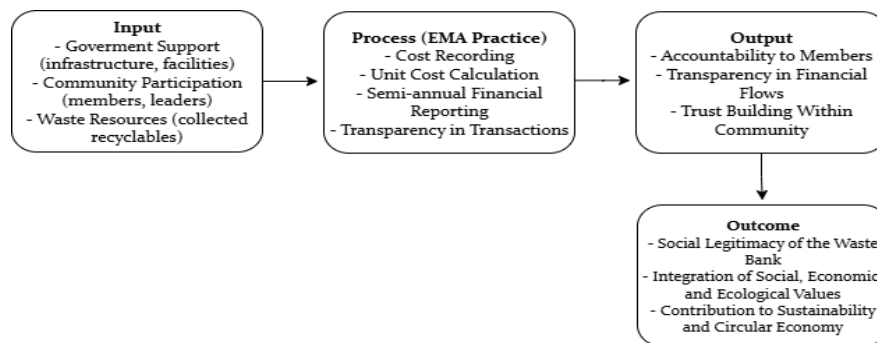 Input
- Goverment Support
(infrastructure, facilities)
- Community Participation
(members, leaders)
- Waste Resources (collected
recyclables)
Process (EMA Practice)
- Cost Recording
- Unit Cost Calculation
- Semi-annual Financial
Reporting
- Transparency in Transactions
Output
- Accountability to Members
- Transparency in Financial
Flows
- Trust Building Within
Community
Outcome
- Social Legitimacy of the Waste
Bank
- Integration of Social, Economic
and Ecological Values
- Contribution to Sustainability
and Circular Economy